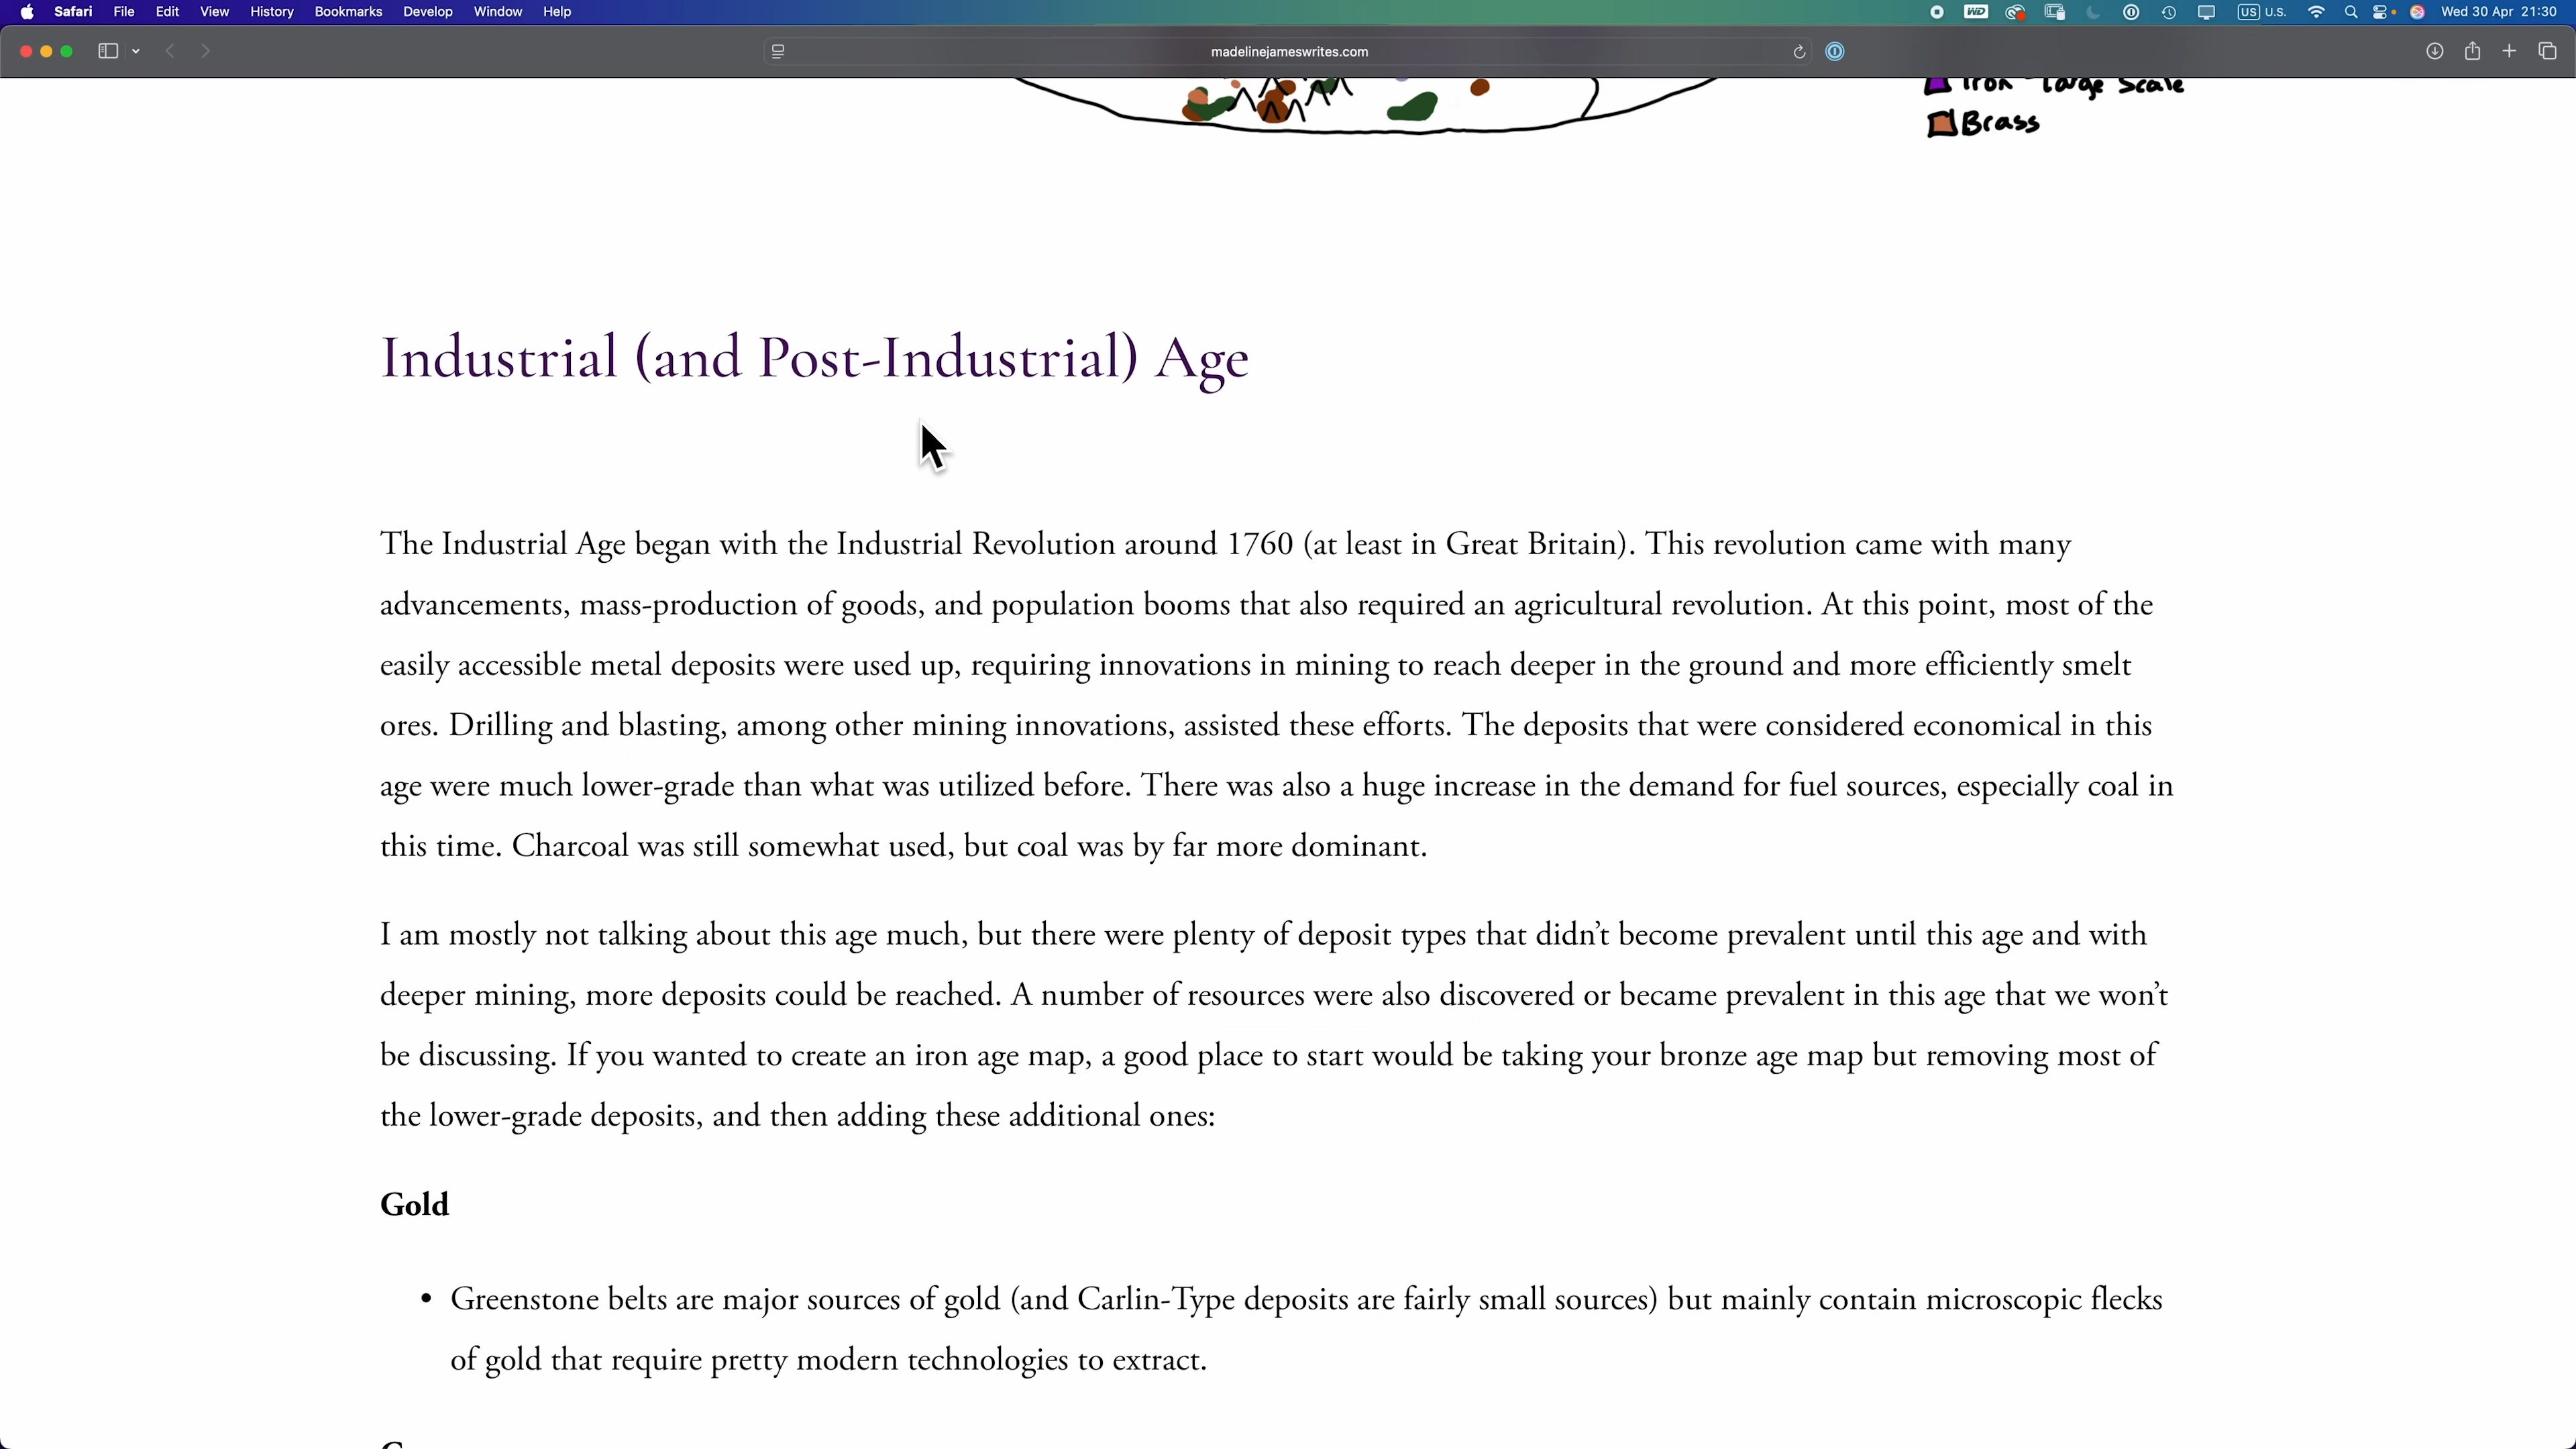 Safari File Edit View History Bookmarks Develop Window Help
WD US U.S. Wed 30 Apr 21:30
madelinejameswrites.com
Iron - Large Scale
Brass
Industrial (and Post-Industrial) Age
The Industrial Age began with the Industrial Revolution around 1760 (at least in Great Britain). This revolution came with many
advancements, mass-production of goods, and population booms that also required an agricultural revolution. At this point, most of the
easily accessible metal deposits were used up, requiring innovations in mining to reach deeper in the ground and more efficiently smelt
ores. Drilling and blasting, among other mining innovations, assisted these efforts. The deposits that were considered economical in this
age were much lower-grade than what was utilized before. There was also a huge increase in the demand for fuel sources, especially coal in
this time. Charcoal was still somewhat used, but coal was by far more dominant.
I am mostly not talking about this age much, but there were plenty of deposit types that didn’t become prevalent until this age and with
deeper mining, more deposits could be reached. A number of resources were also discovered or became prevalent in this age that we won’t
be discussing. If you wanted to create an iron age map, a good place to start would be taking your bronze age map but removing most of
the lower-grade deposits, and then adding these additional ones:
Gold
• Greenstone belts are major sources of gold (and Carlin-Type deposits are fairly small sources) but mainly contain microscopic flecks
of gold that require pretty modern technologies to extract.